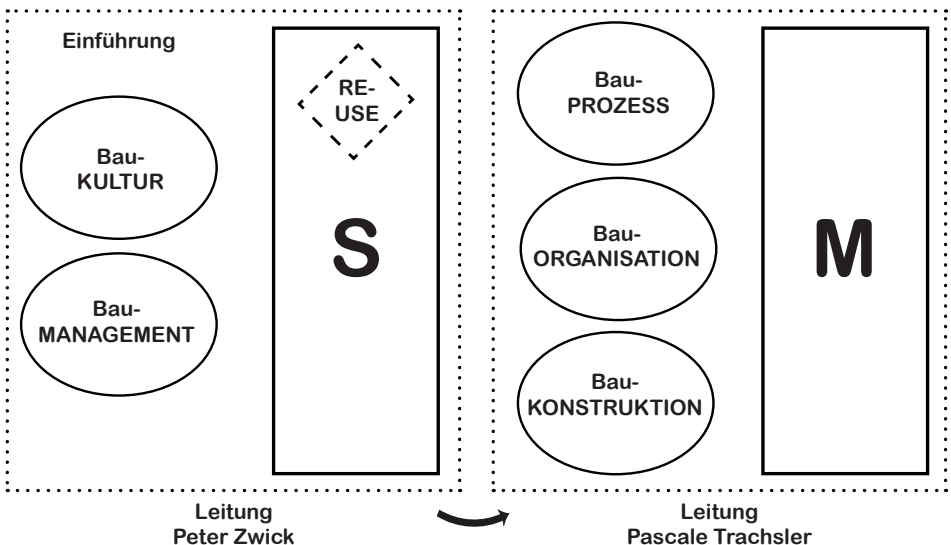 Einführung
Bau-
KULTUR
Bau-
MANAGEMENT
RE-
USE
S
Leitung
Peter Zwick
Bau-
PROZESS
Bau-
ORGANISATION
Bau-
KONSTRUKTION
M
Leitung
Pascale Trachsler